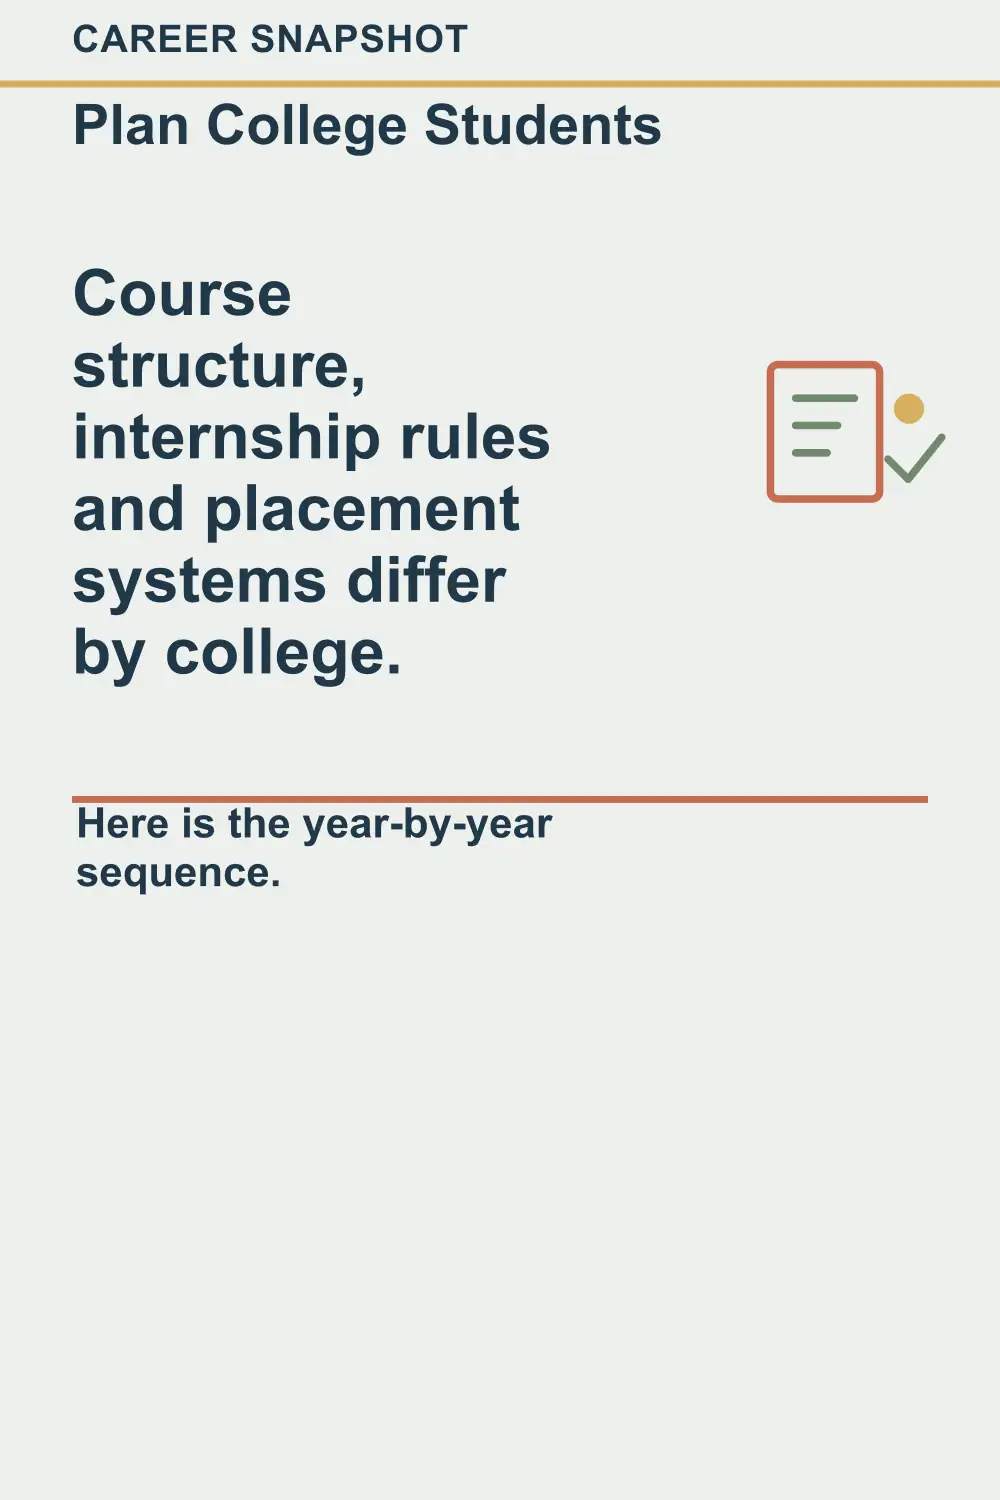 CAREER SNAPSHOT
Plan College Students
Course
structure,
internship rules
and placement
systems differ
by college.
Here is the year-by-year
sequence.